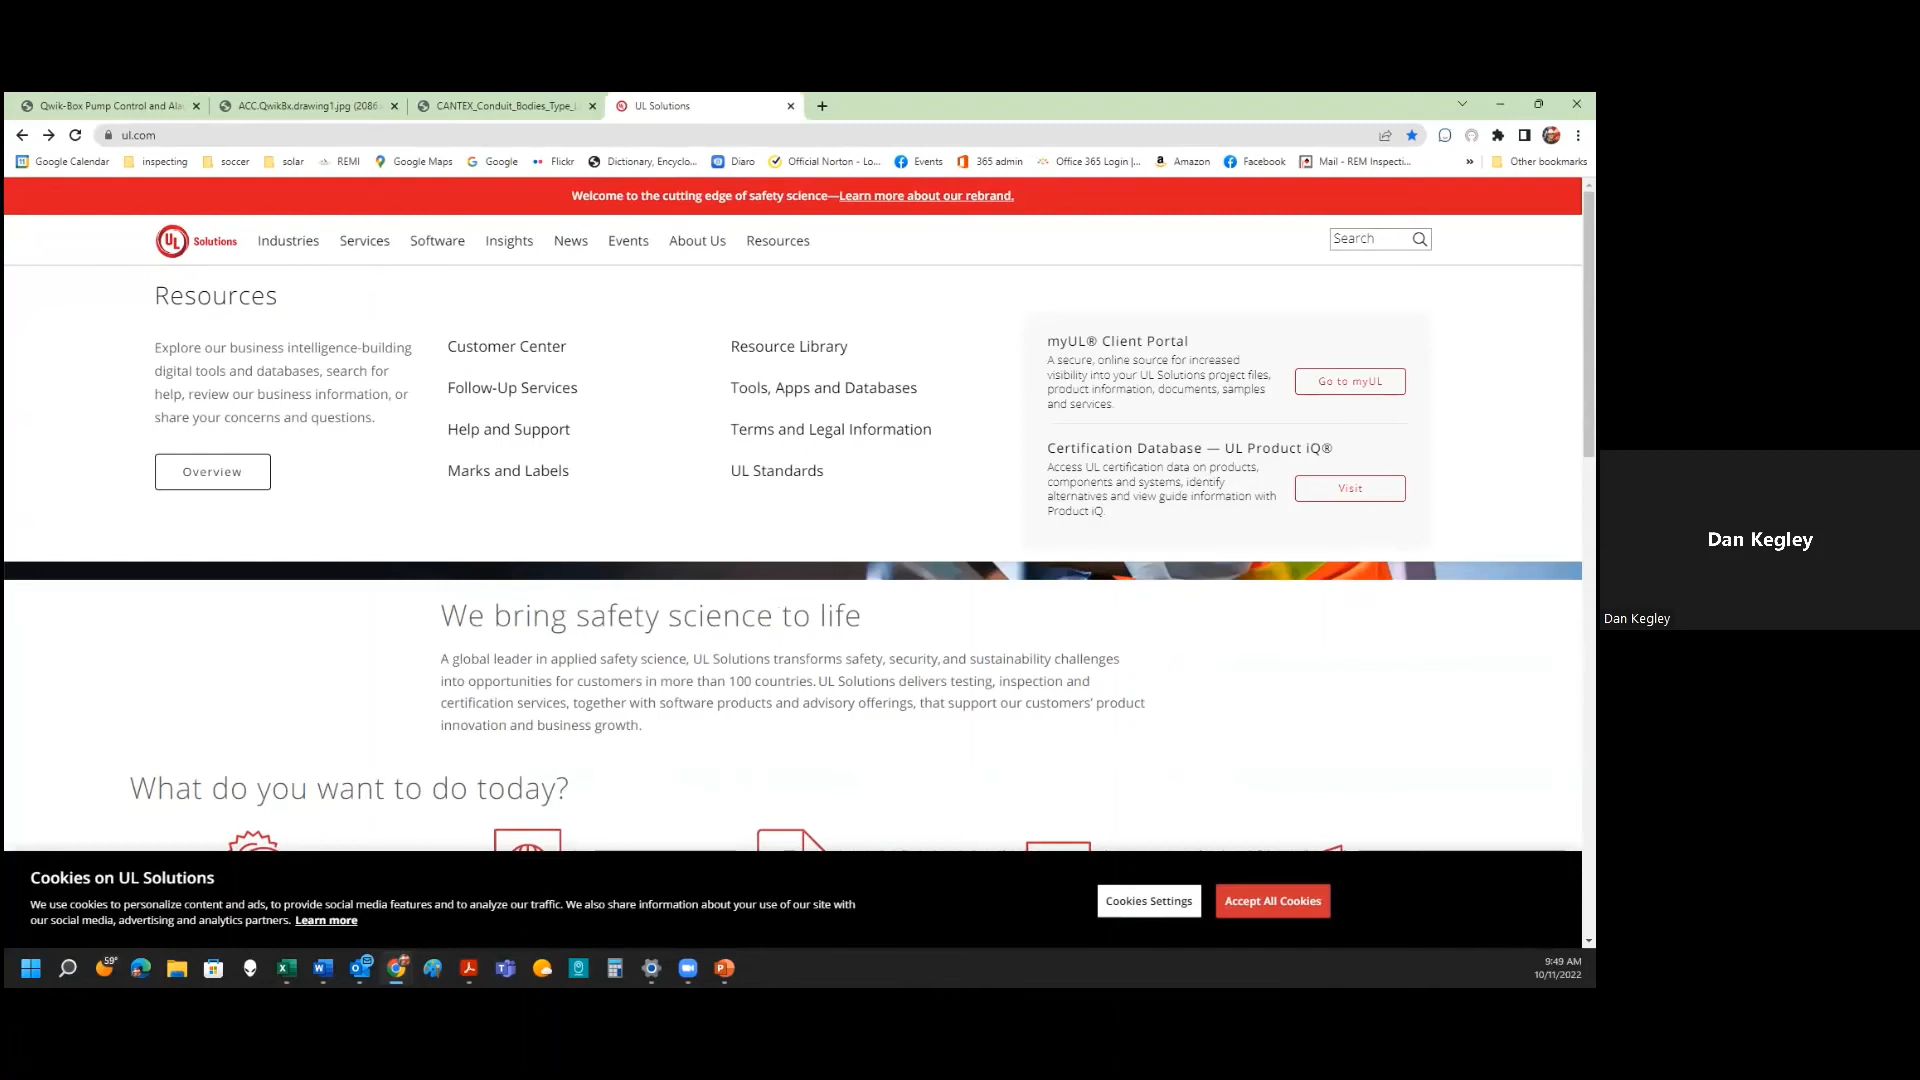 Qwik-Box Pump Control and Ala
ACC.QwikBx.drawing1.jpg (2086
CANTEX_Conduit_Bodies_Type_
UL Solutions
ul.com
Google Calendar
inspecting
soccer
solar
REMI
Google Maps
Google
Flickr
Dictionary, Encyclo...
Diaro
Official Norton - Lo...
Events
365 admin
Office 365 Login |...
Amazon
Facebook
Mail - REM Inspecti...
»
Other bookmarks
Welcome to the cutting edge of safety science—Learn more about our rebrand.
UL Solutions
Industries
Services
Software
Insights
News
Events
About Us
Resources
Search
Resources
Explore our business intelligence-building
digital tools and databases, search for
help, review our business information, or
share your concerns and questions.
Overview
Customer Center
Follow-Up Services
Help and Support
Marks and Labels
Resource Library
Tools, Apps and Databases
Terms and Legal Information
UL Standards
myUL® Client Portal
A secure, online source for increased
visibility into your UL Solutions project files,
product information, documents, samples
and services.
Go to myUL
Certification Database — UL Product iQ®
Access UL certification data on products,
components and systems, identify
alternatives and view guide information with
Product iQ.
Visit
We bring safety science to life
A global leader in applied safety science, UL Solutions transforms safety, security, and sustainability challenges
into opportunities for customers in more than 100 countries. UL Solutions delivers testing, inspection and
certification services, together with software products and advisory offerings, that support our customers' product
innovation and business growth.
What do you want to do today?
Cookies on UL Solutions
We use cookies to personalize content and ads, to provide social media features and to analyze our traffic. We also share information about your use of our site with
our social media, advertising and analytics partners. Learn more
Cookies Settings
Accept All Cookies
59°
9:49 AM
10/11/2022
Dan Kegley
Dan Kegley